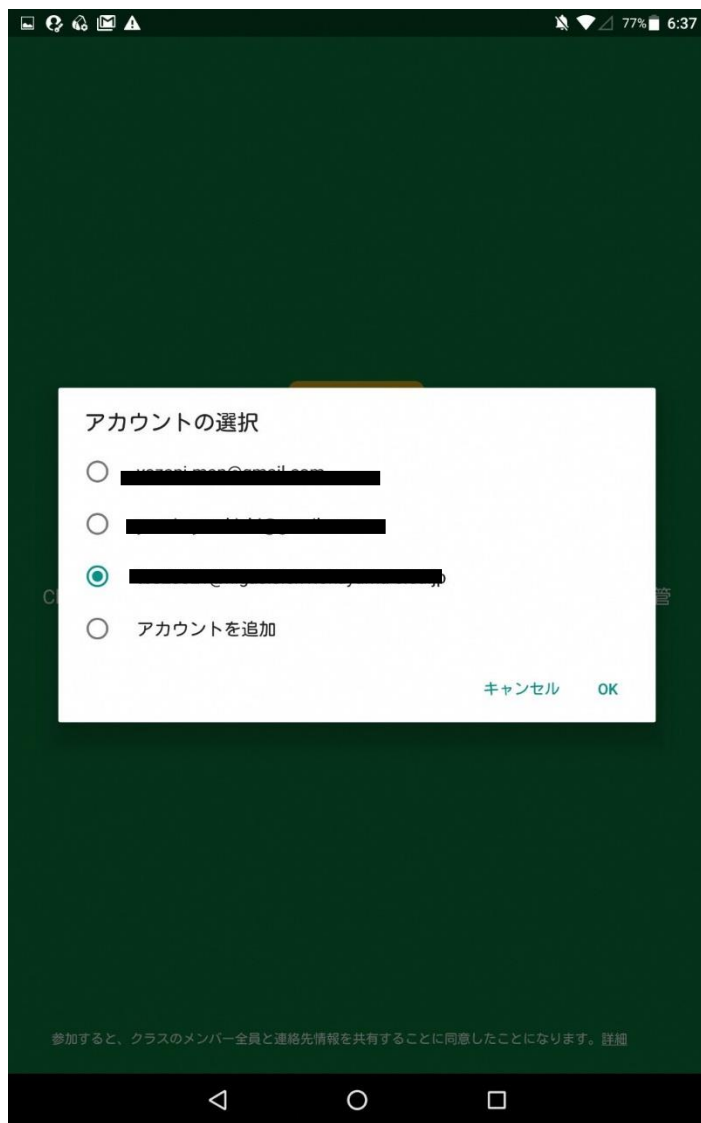 77% 6:37
アカウントの選択
アカウントを追加
キャンセル OK
参加すると、クラスのメンバー全員と連絡先情報を共有することに同意したことになります。詳細